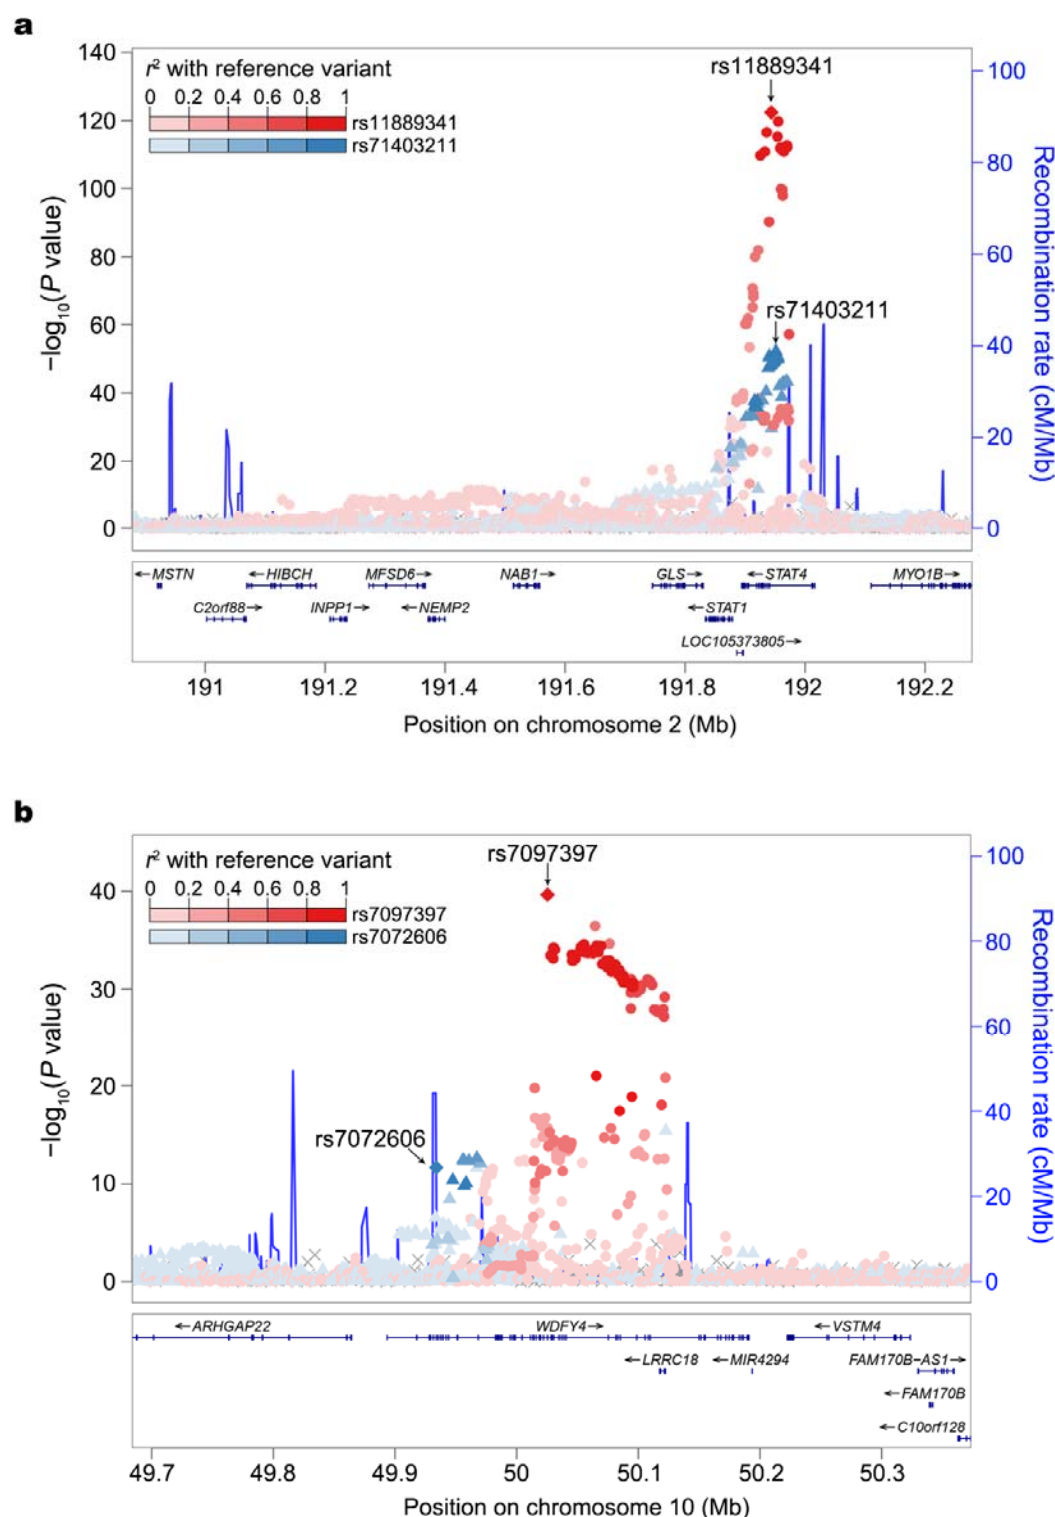 a
r² with reference variant
0 0.2 0.4 0.6 0.8 1
rs11889341
rs71403211
rs11889341
rs71403211
140
120
100
80
60
40
20
0
−log₁₀(P value)
100
80
60
40
20
0
Recombination rate (cM/Mb)
←MSTN ←HIBCH MFSD6→ NAB1→ GLS→ ←STAT4 MYO1B→
C2orf88→ INPP1→ ←NEMP2 ←STAT1
LOC105373805→
191 191.2 191.4 191.6 191.8 192 192.2
Position on chromosome 2 (Mb)
b
r² with reference variant
0 0.2 0.4 0.6 0.8 1
rs7097397
rs7072606
rs7097397
rs7072606
40
30
20
10
0
−log₁₀(P value)
100
80
60
40
20
0
Recombination rate (cM/Mb)
←ARHGAP22 WDFY4→ ←VSTM4
←LRRC18 ←MIR4294 FAM170B−AS1→
←FAM170B
←C10orf128
49.7 49.8 49.9 50 50.1 50.2 50.3
Position on chromosome 10 (Mb)